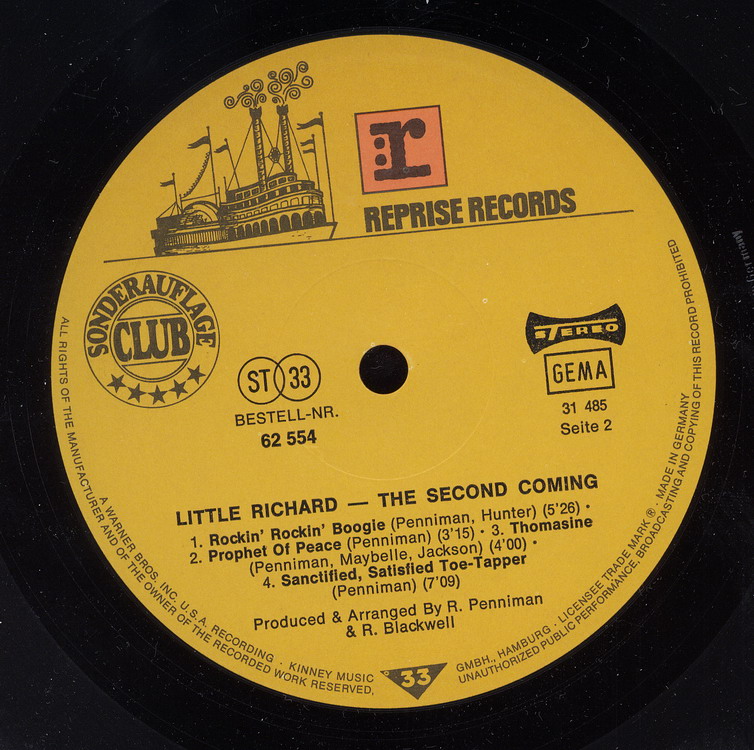 r
REPRISE RECORDS
SONDERAUFLAGE
CLUB
ST 33
BESTELL-NR.
62 554
STEREO
GEMA
31 485
Seite 2
LITTLE RICHARD — THE SECOND COMING
1. Rockin' Rockin' Boogie (Penniman, Hunter) (5'26) •
2. Prophet Of Peace (Penniman) (3'15) • 3. Thomasine
(Penniman, Maybelle, Jackson) (4'00) •
4. Sanctified, Satisfied Toe-Tapper
(Penniman) (7'09)
Produced & Arranged By R. Penniman
& R. Blackwell
A WARNER BROS. INC. U.S.A. RECORDING · KINNEY MUSIC GMBH., HAMBURG · LICENSEE TRADE MARK ® · MADE IN GERMANY
ALL RIGHTS OF THE MANUFACTURER AND OF THE OWNER OF THE RECORDED WORK RESERVED, UNAUTHORIZED PUBLIC PERFORMANCE, BROADCASTING AND COPYING OF THIS RECORD PROHIBITED
33